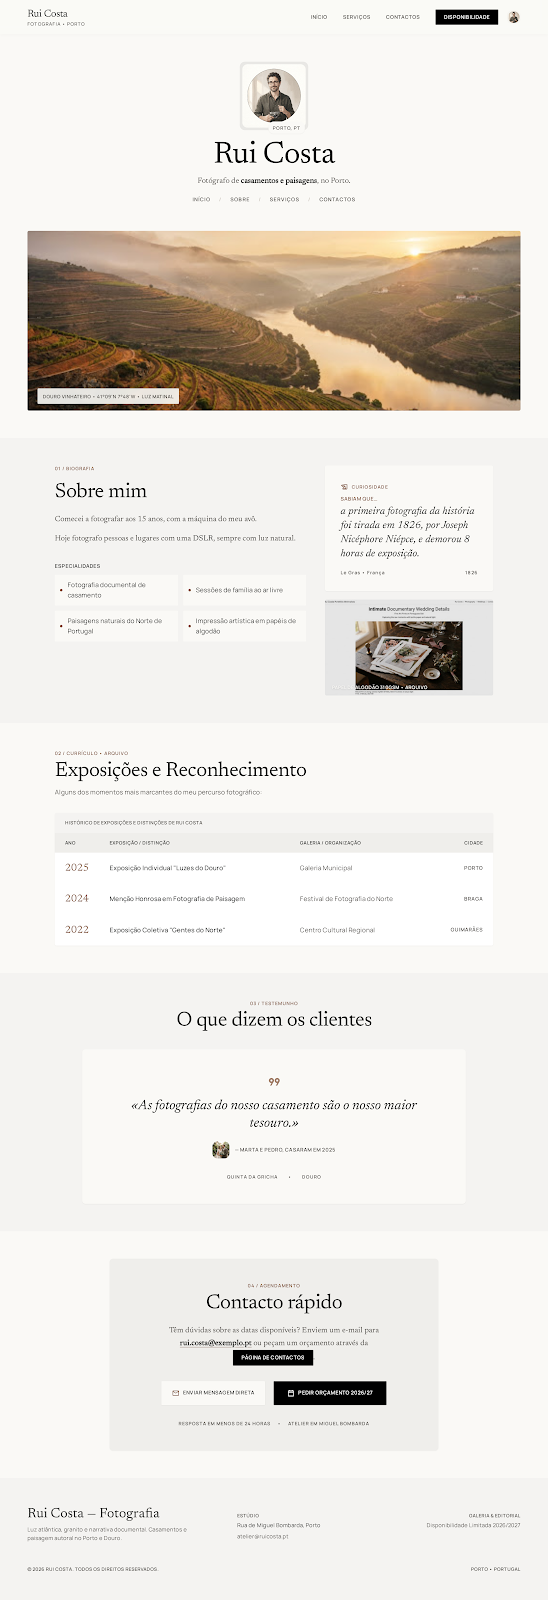 Rui Costa
FOTOGRAFIA • PORTO
INÍCIO SERVIÇOS CONTACTOS DISPONIBILIDADE
PORTO, PT
Rui Costa
Fotógrafo de casamentos e paisagens, no Porto.
INÍCIO / SOBRE / SERVIÇOS / CONTACTOS
DOURO VINHATEIRO • 41°09'N 7°48'W • LUZ MATINAL
01 / BIOGRAFIA
Sobre mim
Comecei a fotografar aos 15 anos, com a máquina do meu avô.
Hoje fotografo pessoas e lugares com uma DSLR, sempre com luz natural.
ESPECIALIDADES
Fotografia documental de
casamento
Sessões de família ao ar livre
Paisagens naturais do Norte de
Portugal
Impressão artística em papéis de
algodão
CURIOSIDADE
SABIAM QUE...
a primeira fotografia da história
foi tirada em 1826, por Joseph
Nicéphore Niépce, e demorou 8
horas de exposição.
Le Gras • França 1826
Intimate Documentary Wedding Details
ALGODÃO 310GSM • ARQUIVO
02 / CURRÍCULO • ARQUIVO
Exposições e Reconhecimento
Alguns dos momentos mais marcantes do meu percurso fotográfico:
HISTÓRICO DE EXPOSIÇÕES E DISTINÇÕES DE RUI COSTA
ANO EXPOSIÇÃO / DISTINÇÃO GALERIA / ORGANIZAÇÃO CIDADE
2025 Exposição Individual "Luzes do Douro" Galeria Municipal PORTO
2024 Menção Honrosa em Fotografia de Paisagem Festival de Fotografia do Norte BRAGA
2022 Exposição Coletiva "Gentes do Norte" Centro Cultural Regional GUIMARÃES
03 / TESTEMUNHO
O que dizem os clientes
«As fotografias do nosso casamento são o nosso maior
tesouro.»
— MARTA E PEDRO, CASARAM EM 2025
QUINTA DA GRICHA • DOURO
04 / AGENDAMENTO
Contacto rápido
Têm dúvidas sobre as datas disponíveis? Enviem um e-mail para
rui.costa@exemplo.pt ou peçam um orçamento através da
PÁGINA DE CONTACTOS
ENVIAR MENSAGEM DIRETA PEDIR ORÇAMENTO 2026/27
RESPOSTA EM MENOS DE 24 HORAS • ATELIER EM MIGUEL BOMBARDA
Rui Costa — Fotografia
Luz atlântica, granito e narrativa documental. Casamentos e
paisagem autoral no Porto e Douro.
ESTÚDIO
Rua de Miguel Bombarda, Porto
atelier@ruicosta.pt
GALERIA & EDITORIAL
Disponibilidade Limitada 2026/2027
© 2026 RUI COSTA. TODOS OS DIREITOS RESERVADOS.
PORTO • PORTUGAL